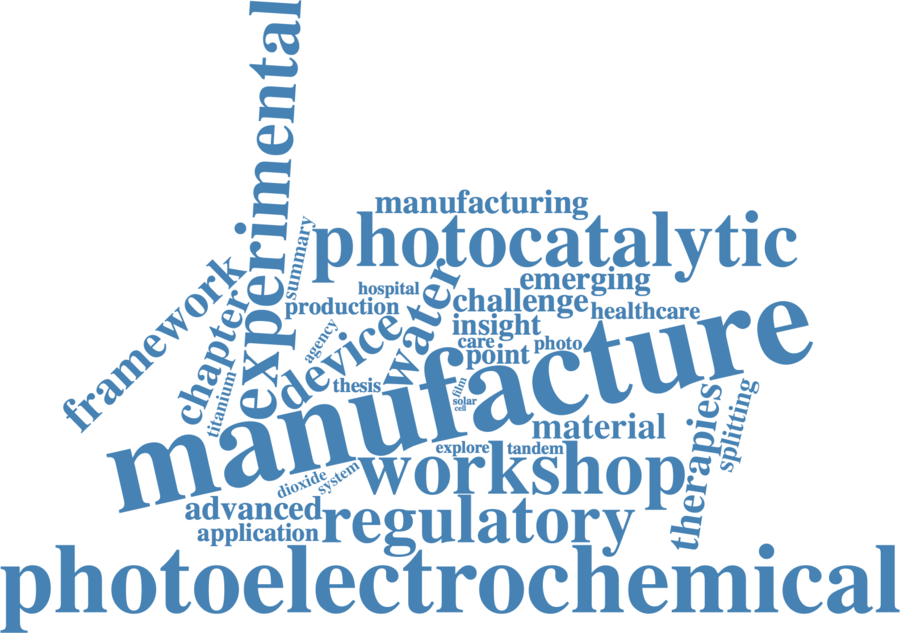 experimental
manufacturing
photocatalytic
summary
framework
water
emerging
hospital
production
challenge
healthcare
chapter
device
insight
agency
care
photo
point
manufacture
titanium
thesis
film
solar
cell
therapies
splitting
material
explore
tandem
workshop
dioxide
system
advanced
regulatory
application
photoelectrochemical